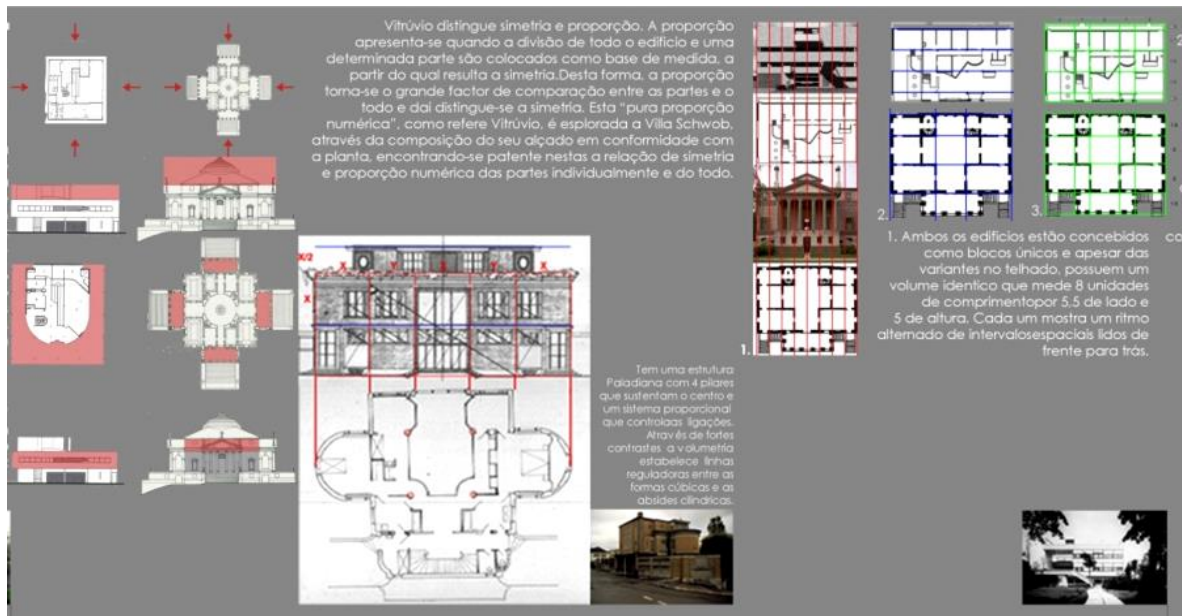 Vitrúvio distingue simetria e proporção. A proporção
apresenta-se quando a divisão de todo o edifício e uma
determinada parte são colocados como base de medida, a
partir do qual resulta a simetria.Desta forma, a proporção
torna-se o grande factor de comparação entre as partes e o
todo e daí distingue-se a simetria. Esta “pura proporção
numérica”, como refere Vitrúvio, é esplorada a Villa Schwob,
através da composição do seu alçado em conformidade com
a planta, encontrando-se patente nestas a relação de simetria
e proporção numérica das partes individualmente e do todo.
X/2
X
X
Y
X
Y
X
Tem uma estrutura
Paladiana com 4 pilares
que sustentam o centro e
um sistema proporcional
que controlaas ligações.
Através de fortes
contrastes a volumetria
estabelece linhas
reguladoras entre as
formas cúbicas e as
absides cilíndricas.
1.
2.
3.
1. Ambos os edifícios estão concebidos
como blocos únicos e apesar das
variantes no telhado, possuem um
volume identico que mede 8 unidades
de comprimentopor 5,5 de lado e
5 de altura. Cada um mostra um ritmo
alternado de intervalosespaciais lidos de
frente para trás.
co